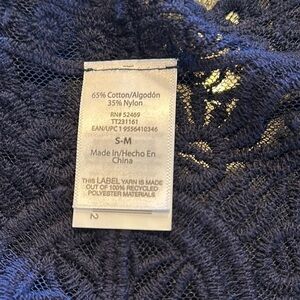 65% Cotton/Algodón
35% Nylon
RN# 52469
TT231161
EAN/UPC 1 9556410346
S-M
Made In/Hecho En
China
THIS LABEL YARN IS MADE
OUT OF 100% RECYCLED
POLYESTER MATERIALS
2